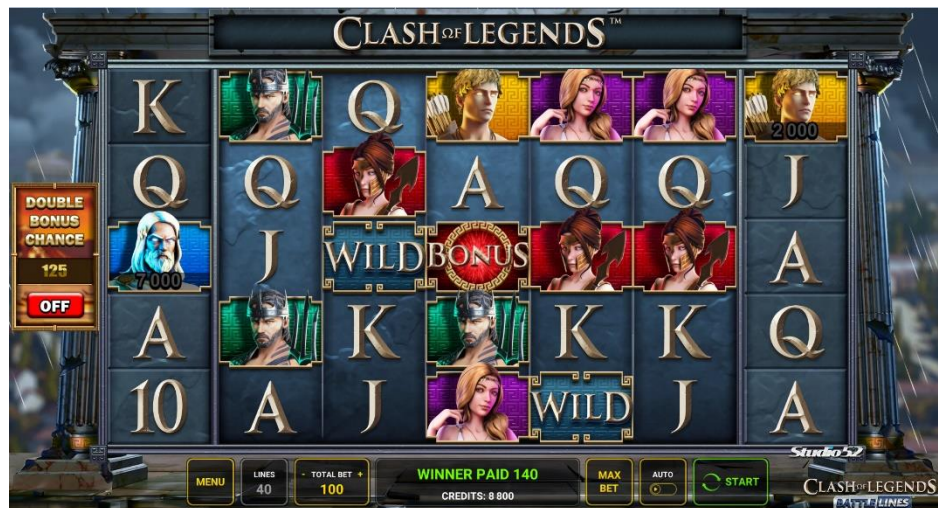 CLASH OF LEGENDS™
K
Q
2 000
Q Q A Q Q J
DOUBLE
BONUS
CHANCE
125
OFF
7 000
J WILD BONUS A
A K K K Q
10 A J WILD J A
Studio52
MENU
LINES
40
- TOTAL BET +
100
WINNER PAID 140
CREDITS: 8 800
MAX
BET
AUTO
START
CLASH OF LEGENDS
BATTLE LINES